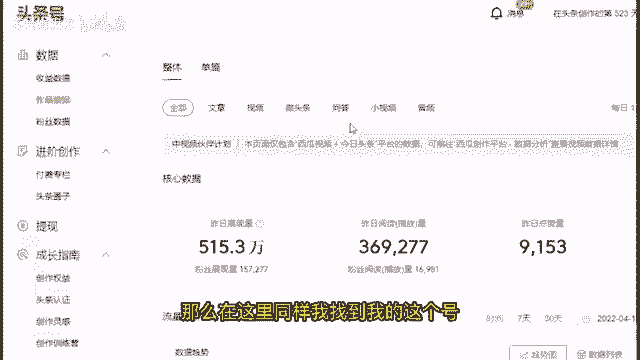 头条号
消息
在头条创作的第 523 天
数据
收益数据
作品数据
粉丝数据
进阶创作
付费专栏
头条圈子
提现
成长指南
创作权益
头条认证
创作灵感
创作训练营
整体 单篇
全部 文章 视频 微头条 问答 小视频 音频
每日 1
中视频伙伴计划 | 本页面仅包含"西瓜视频+今日头条"平台的数据，可前往"西瓜创作平台 - 数据分析"查看视频数据详情
核心数据
昨日展现量 昨日阅读(播放)量 昨日点赞量
515.3 万 369,277 9,153
粉丝展现量 157,277 粉丝阅读(播放)量 16,981
7天 30天 2022-04-1
数据趋势
趋势图 数据列表
那么在这里同样我找到我的这个号